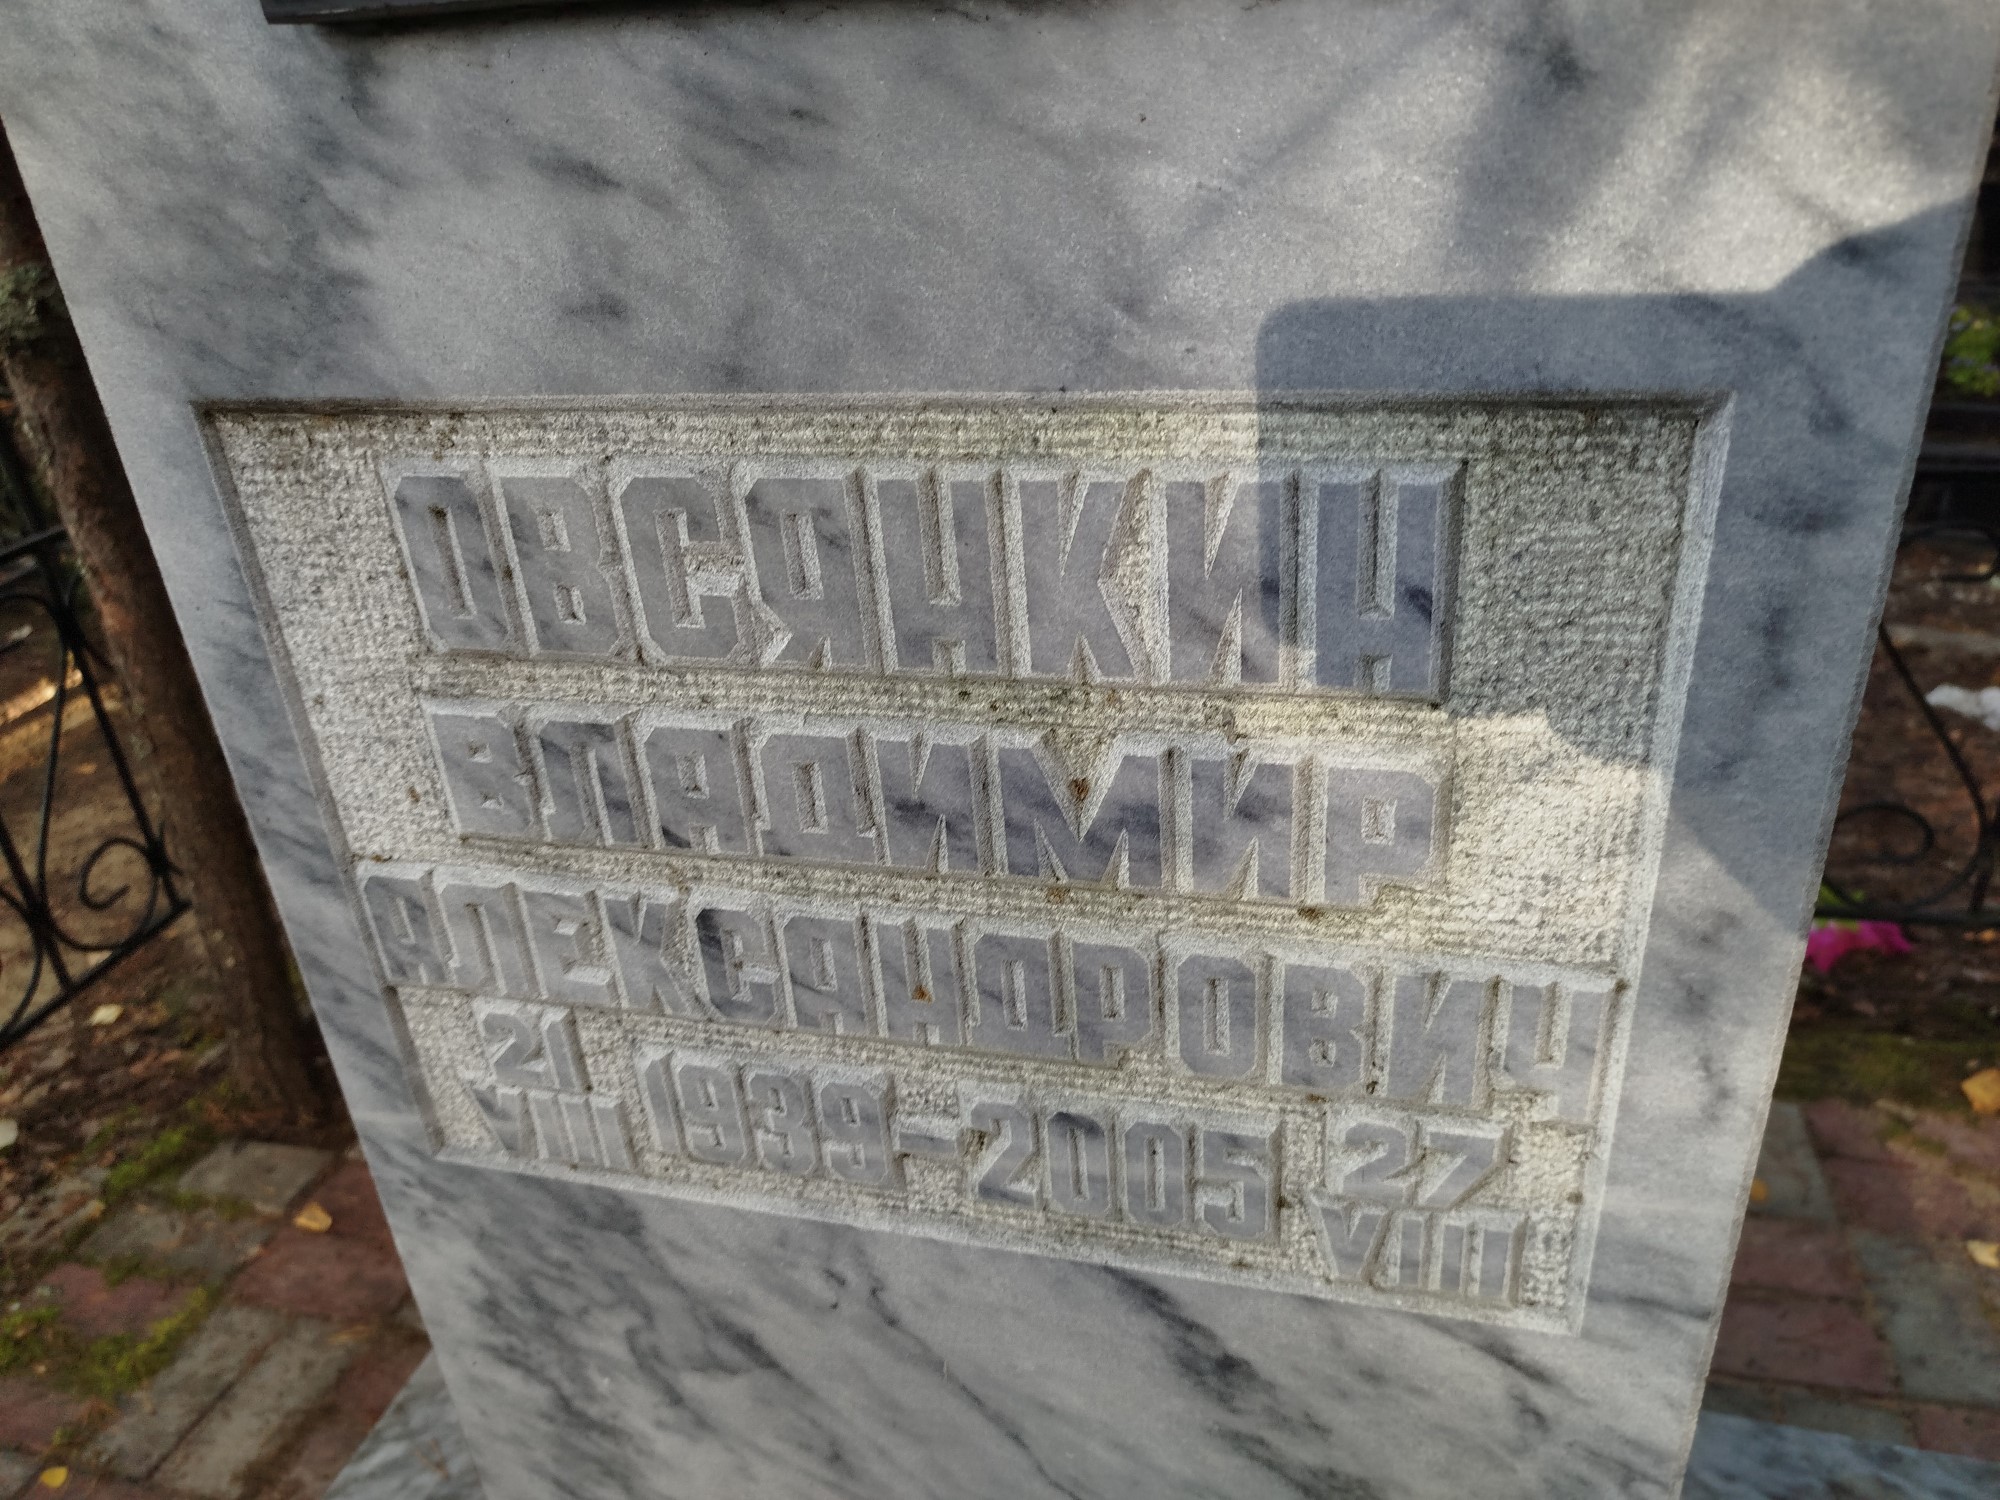 ОВСЯНКИН
ВЛАДИМИР
АЛЕКСАНДРОВИЧ
21 VIII 1939-2005 27 VIII